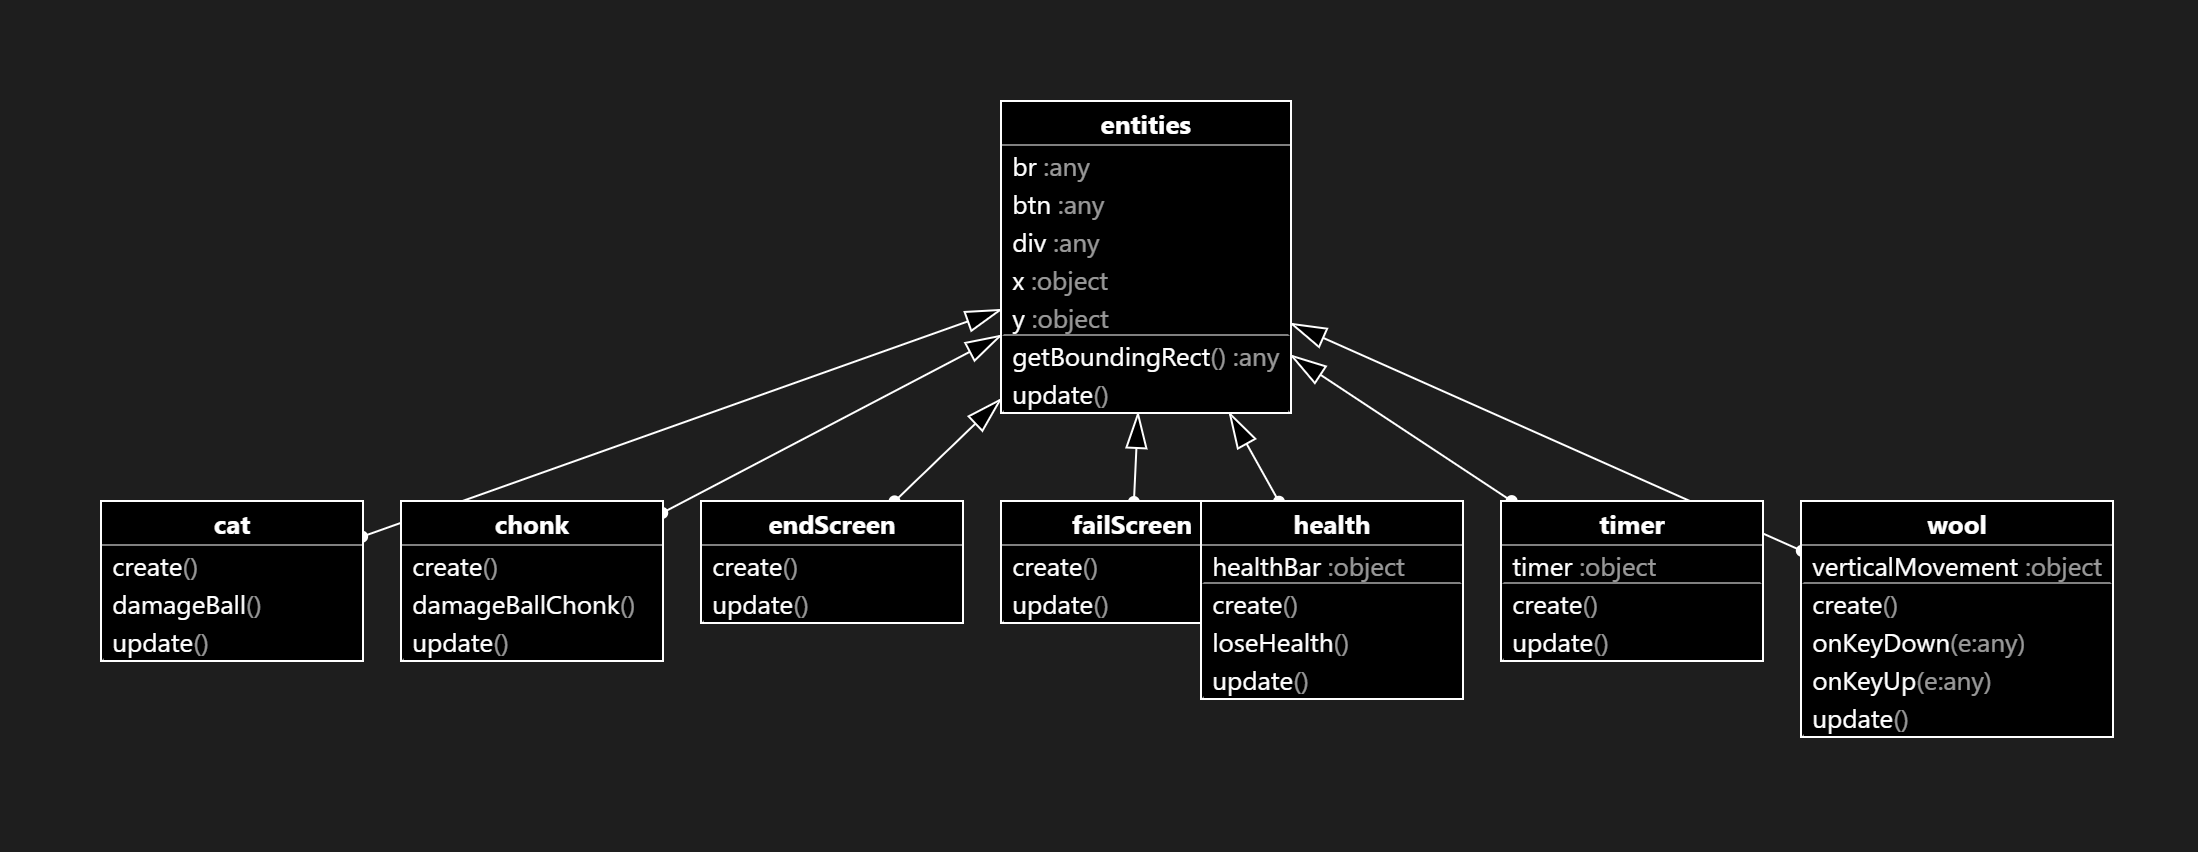 entities
br :any
btn :any
div :any
x :object
y :object
getBoundingRect() :any
update()
cat
create()
damageBall()
update()
chonk
create()
damageBallChonk()
update()
endScreen
create()
update()
failScreen
create()
update()
health
healthBar :object
create()
loseHealth()
update()
timer
timer :object
create()
update()
wool
verticalMovement :object
create()
onKeyDown(e:any)
onKeyUp(e:any)
update()